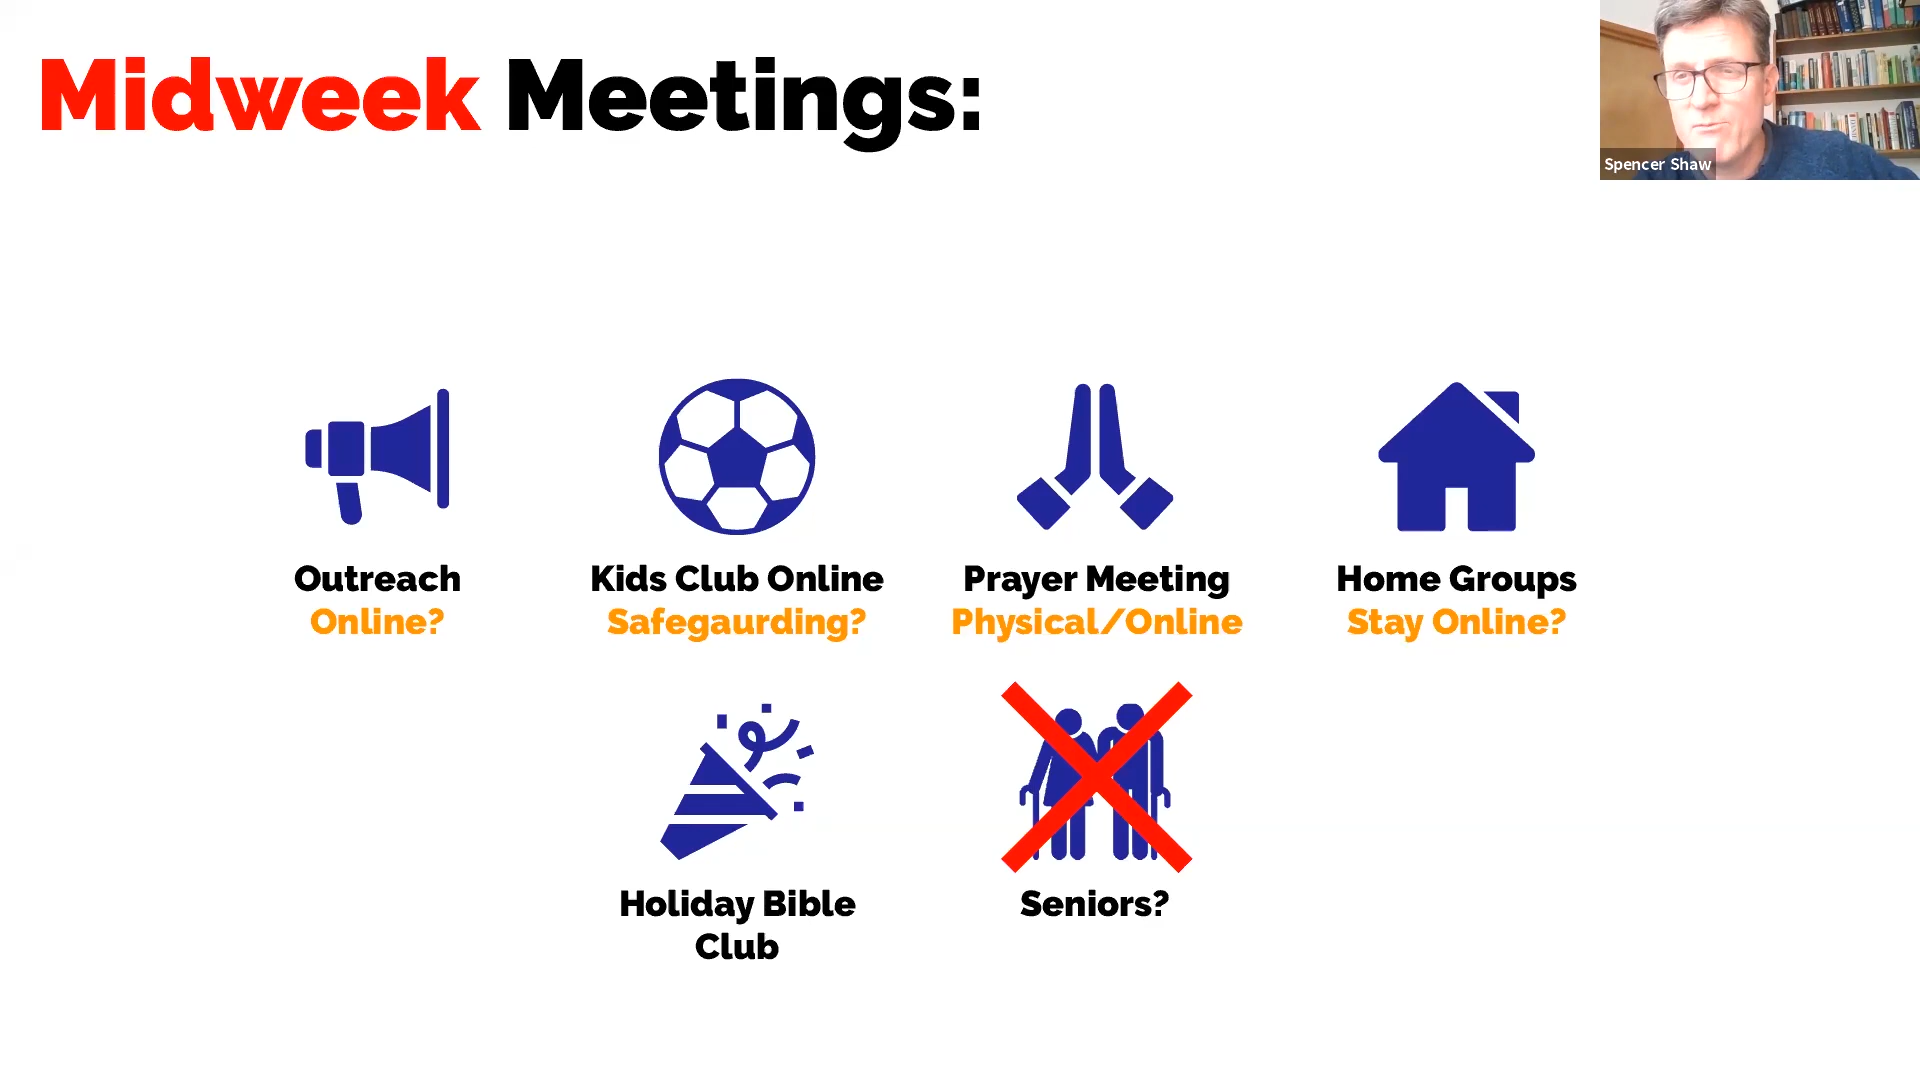 Midweek Meetings:
Spencer Shaw
Outreach
Online?
Kids Club Online
Safegaurding?
Prayer Meeting
Physical/Online
Home Groups
Stay Online?
Holiday Bible
Club
Seniors?